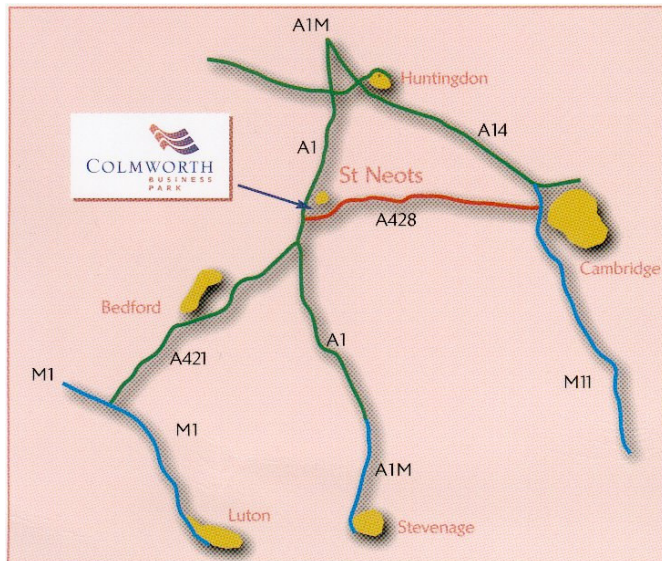 A1M
Huntingdon
A14
A1
COLMWORTH
BUSINESS
PARK
St Neots
A428
Cambridge
Bedford
A421
A1
M1
M11
M1
A1M
Luton
Stevenage